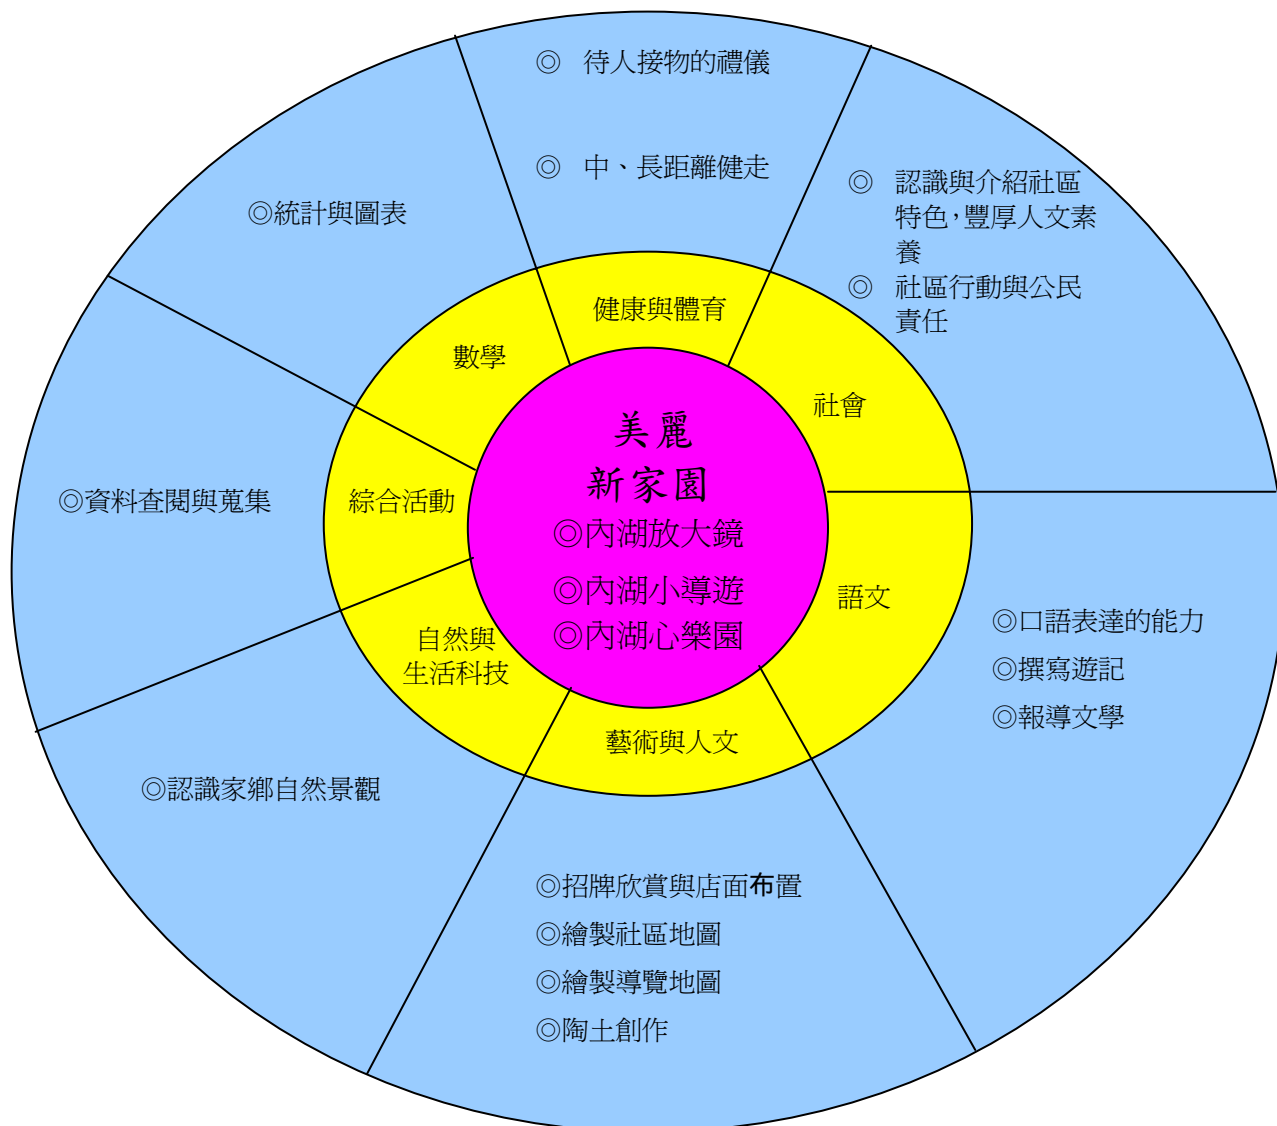 ◎ 待人接物的禮儀
◎ 中、長距離健走
◎ 認識與介紹社區
特色，豐厚人文素
養
◎ 社區行動與公民
責任
◎統計與圖表
健康與體育
數學
社會
美麗
新家園
◎內湖放大鏡
◎內湖小導遊
◎內湖心樂園
◎資料查閱與蒐集
綜合活動
語文
◎口語表達的能力
◎撰寫遊記
◎報導文學
自然與
生活科技
藝術與人文
◎認識家鄉自然景觀
◎招牌欣賞與店面布置
◎繪製社區地圖
◎繪製導覽地圖
◎陶土創作